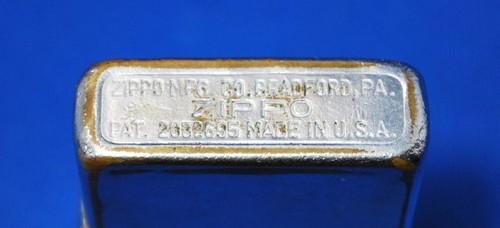 ZIPPO MFG. CO. BRADFORD, PA.
ZIPPO
PAT. 2032695 MADE IN U.S.A.